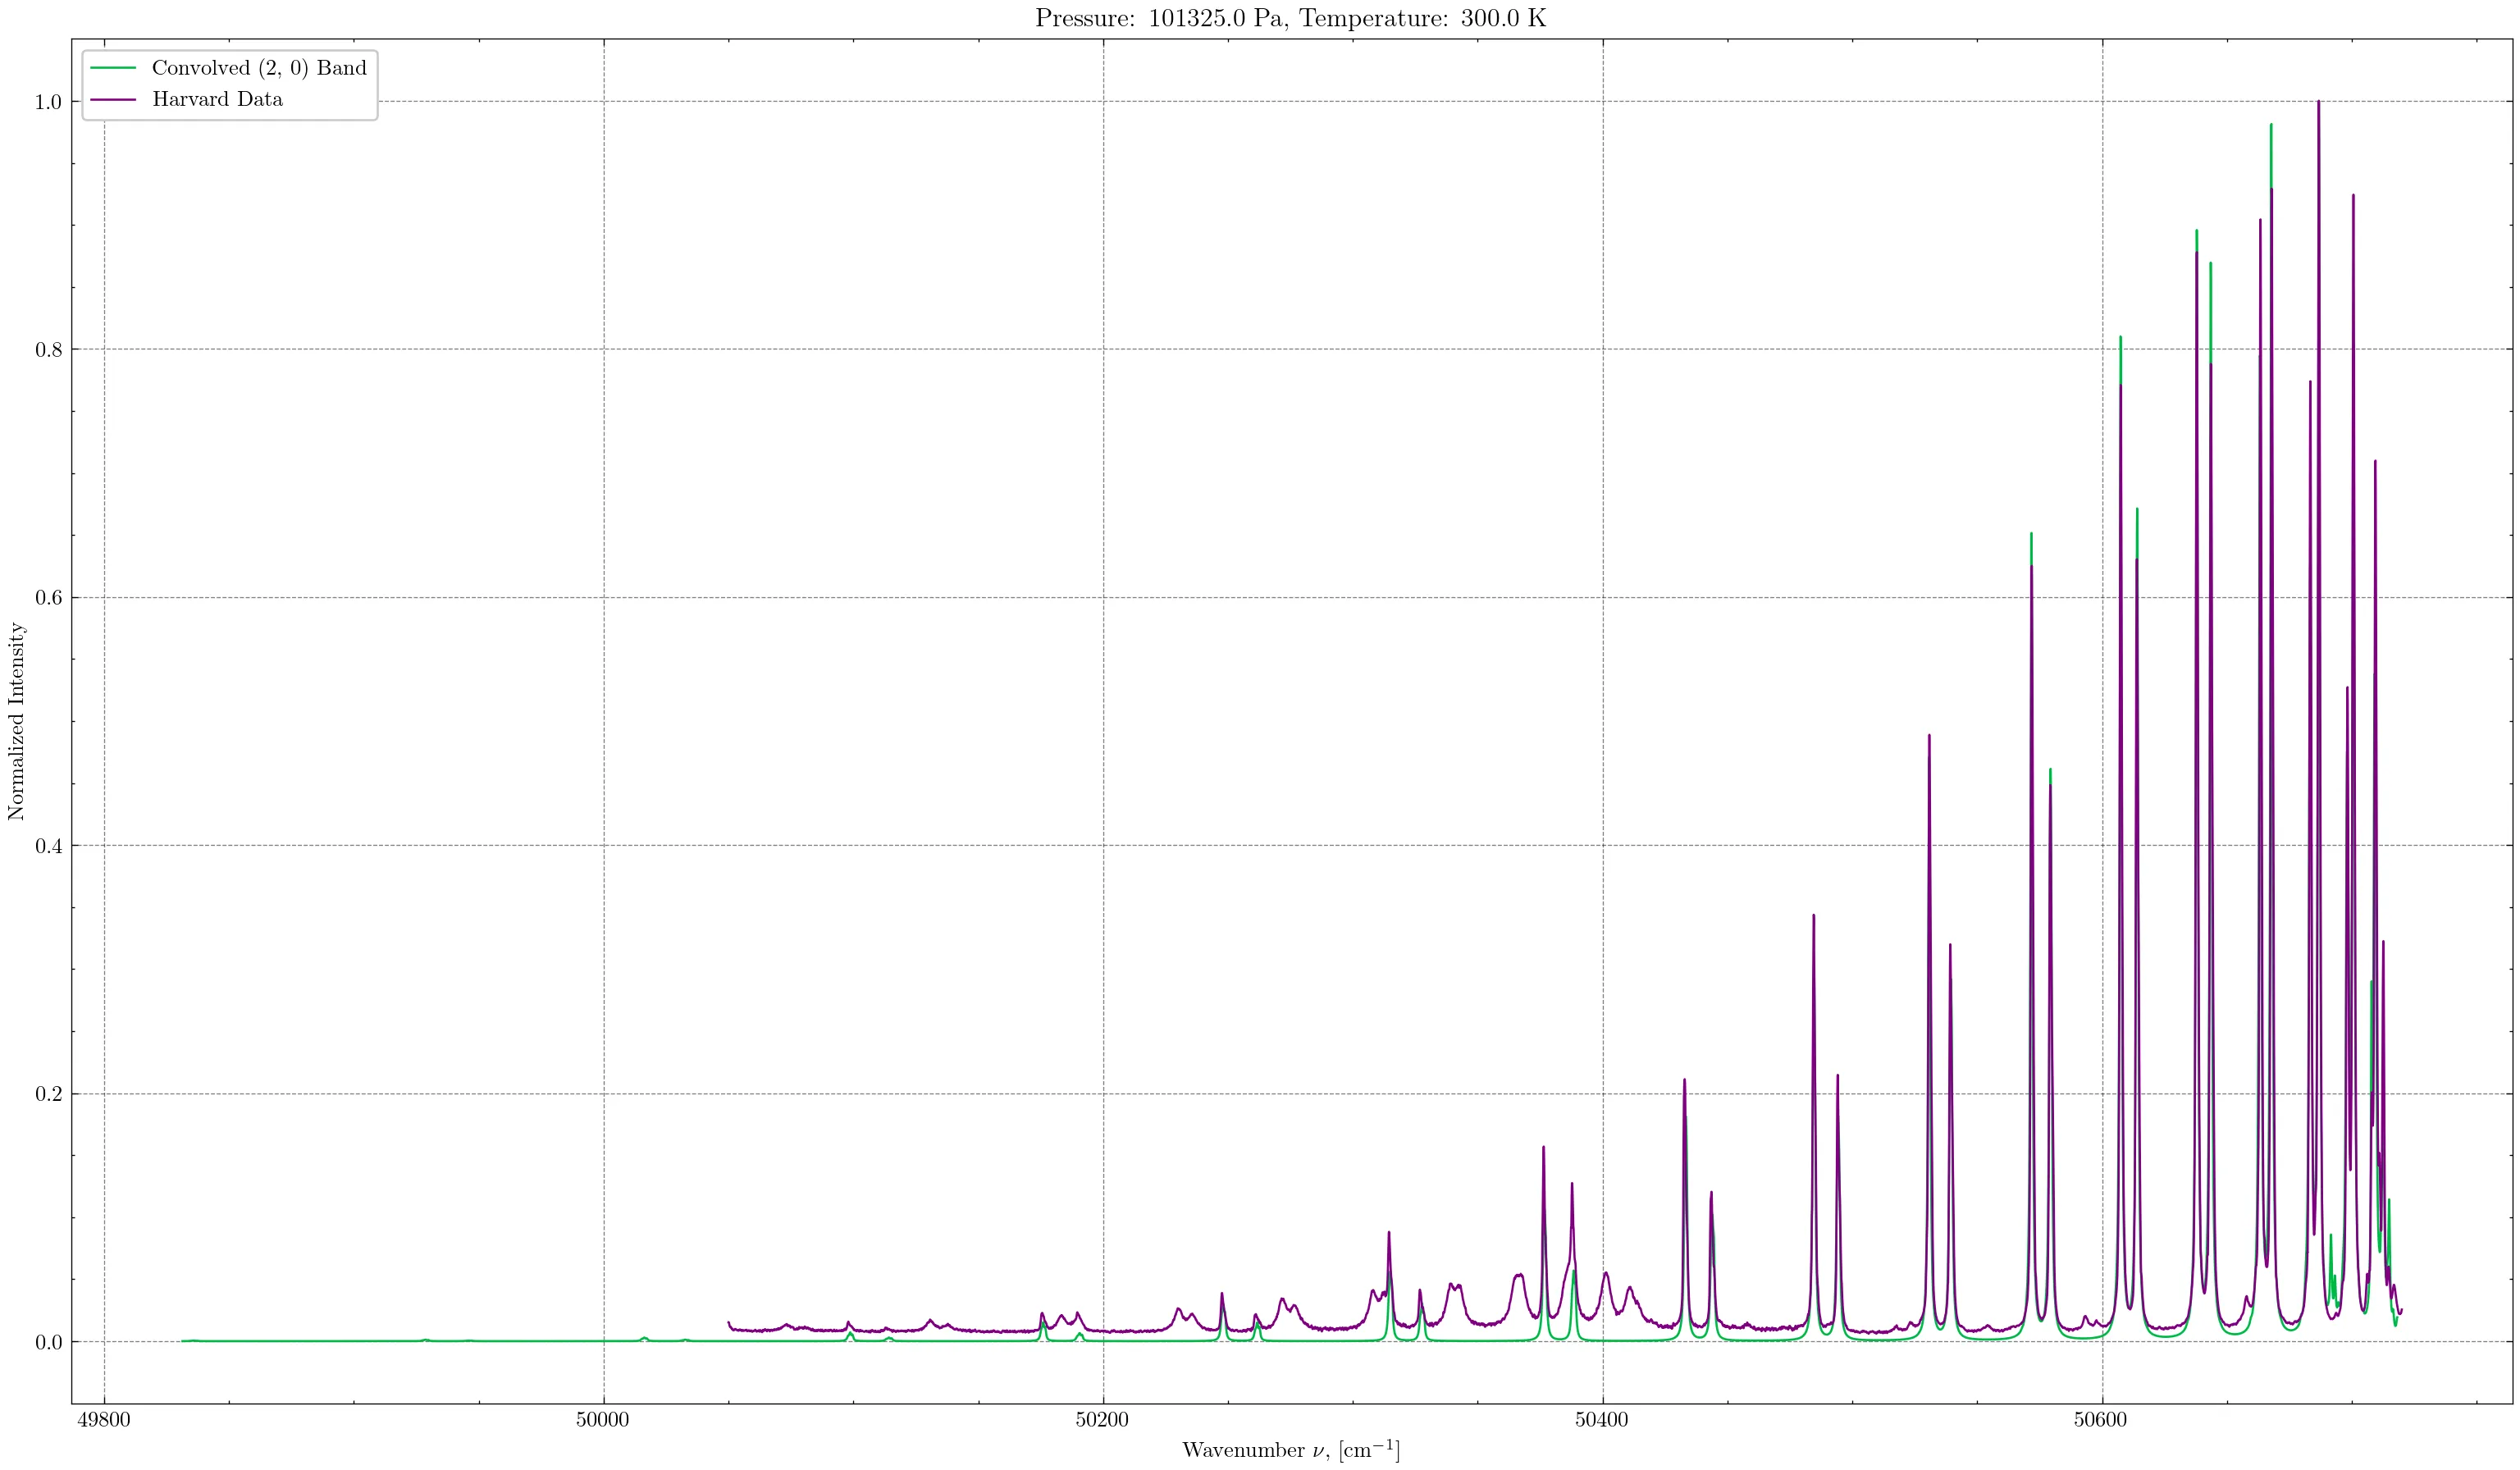 Pressure: 101325.0 Pa, Temperature: 300.0 K
Convolved (2, 0) Band
Harvard Data
1.0
0.8
0.6
0.4
0.2
0.0
Normalized Intensity
49800 50000 50200 50400 50600
Wavenumber ν, [cm⁻¹]